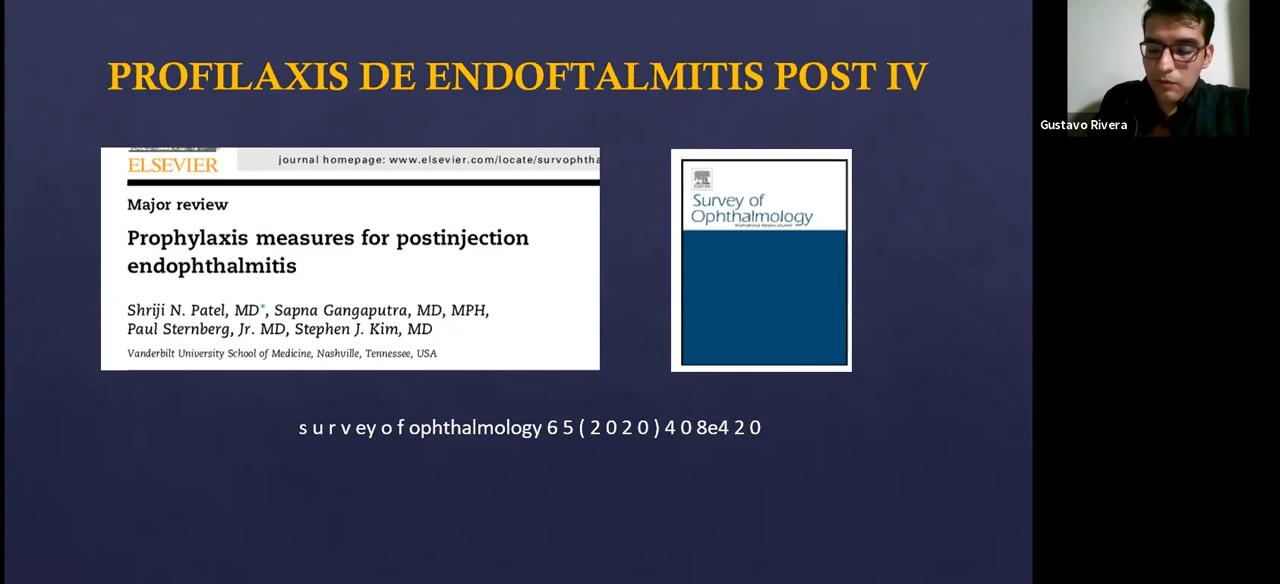 PROFILAXIS DE ENDOFTALMITIS POST IV
Gustavo Rivera
ELSEVIER
journal homepage: www.elsevier.com/locate/survophtha
Major review
Prophylaxis measures for postinjection
endophthalmitis
Shriji N. Patel, MD*, Sapna Gangaputra, MD, MPH,
Paul Sternberg, Jr. MD, Stephen J. Kim, MD
Vanderbilt University School of Medicine, Nashville, Tennessee, USA
Survey of
Ophthalmology
International Review Journal
s u r v ey o f ophthalmology 6 5 ( 2 0 2 0 ) 4 0 8e4 2 0